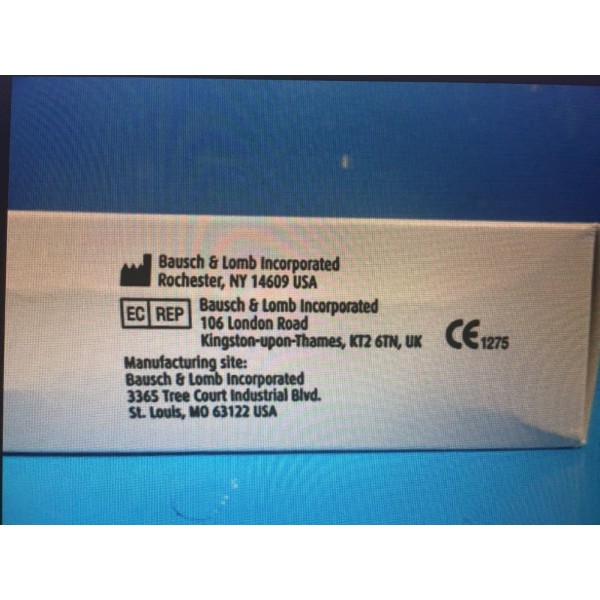 Bausch & Lomb Incorporated
Rochester, NY 14609 USA
EC REP
Bausch & Lomb Incorporated
106 London Road
Kingston-upon-Thames, KT2 6TN, UK
CE 1275
Manufacturing site:
Bausch & Lomb Incorporated
3365 Tree Court Industrial Blvd.
St. Louis, MO 63122 USA